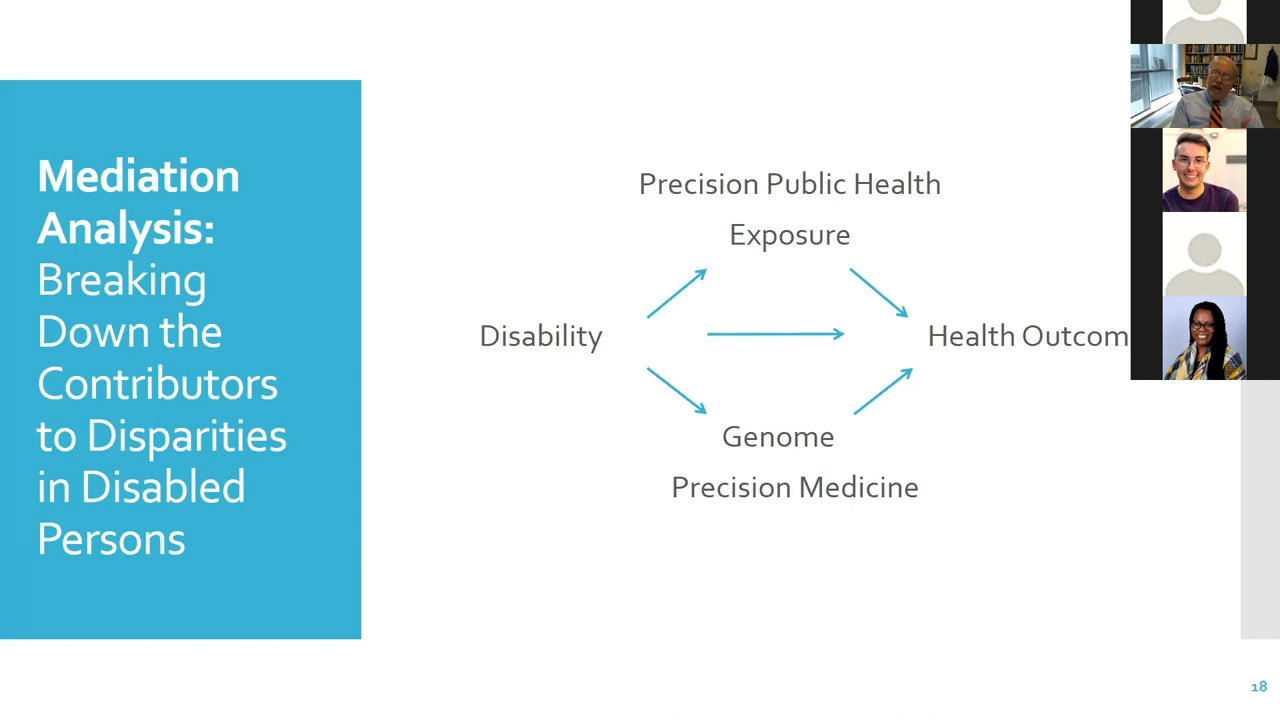 Mediation
Analysis:
Breaking
Down the
Contributors
to Disparities
in Disabled
Persons
Precision Public Health
Exposure
Disability
Health Outcom
Genome
Precision Medicine
18